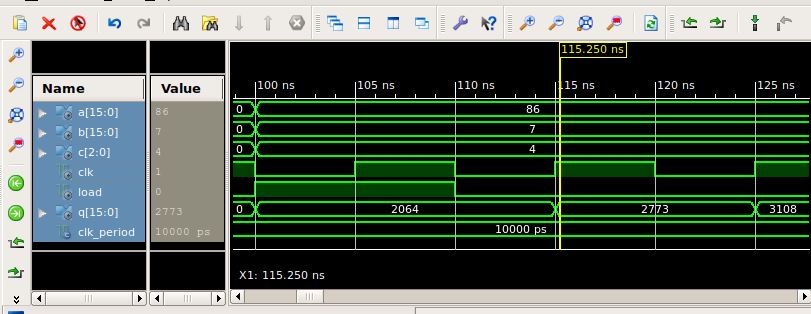 115.250 ns
Name
Value
100 ns 105 ns 110 ns 115 ns 120 ns 125 ns
a[15:0] 86 0 86
b[15:0] 7 0 7
c[2:0] 4 0 4
clk 1
load 0
q[15:0] 2773 0 2064 2773 3108
clk_period 10000 ps 10000 ps
X1: 115.250 ns